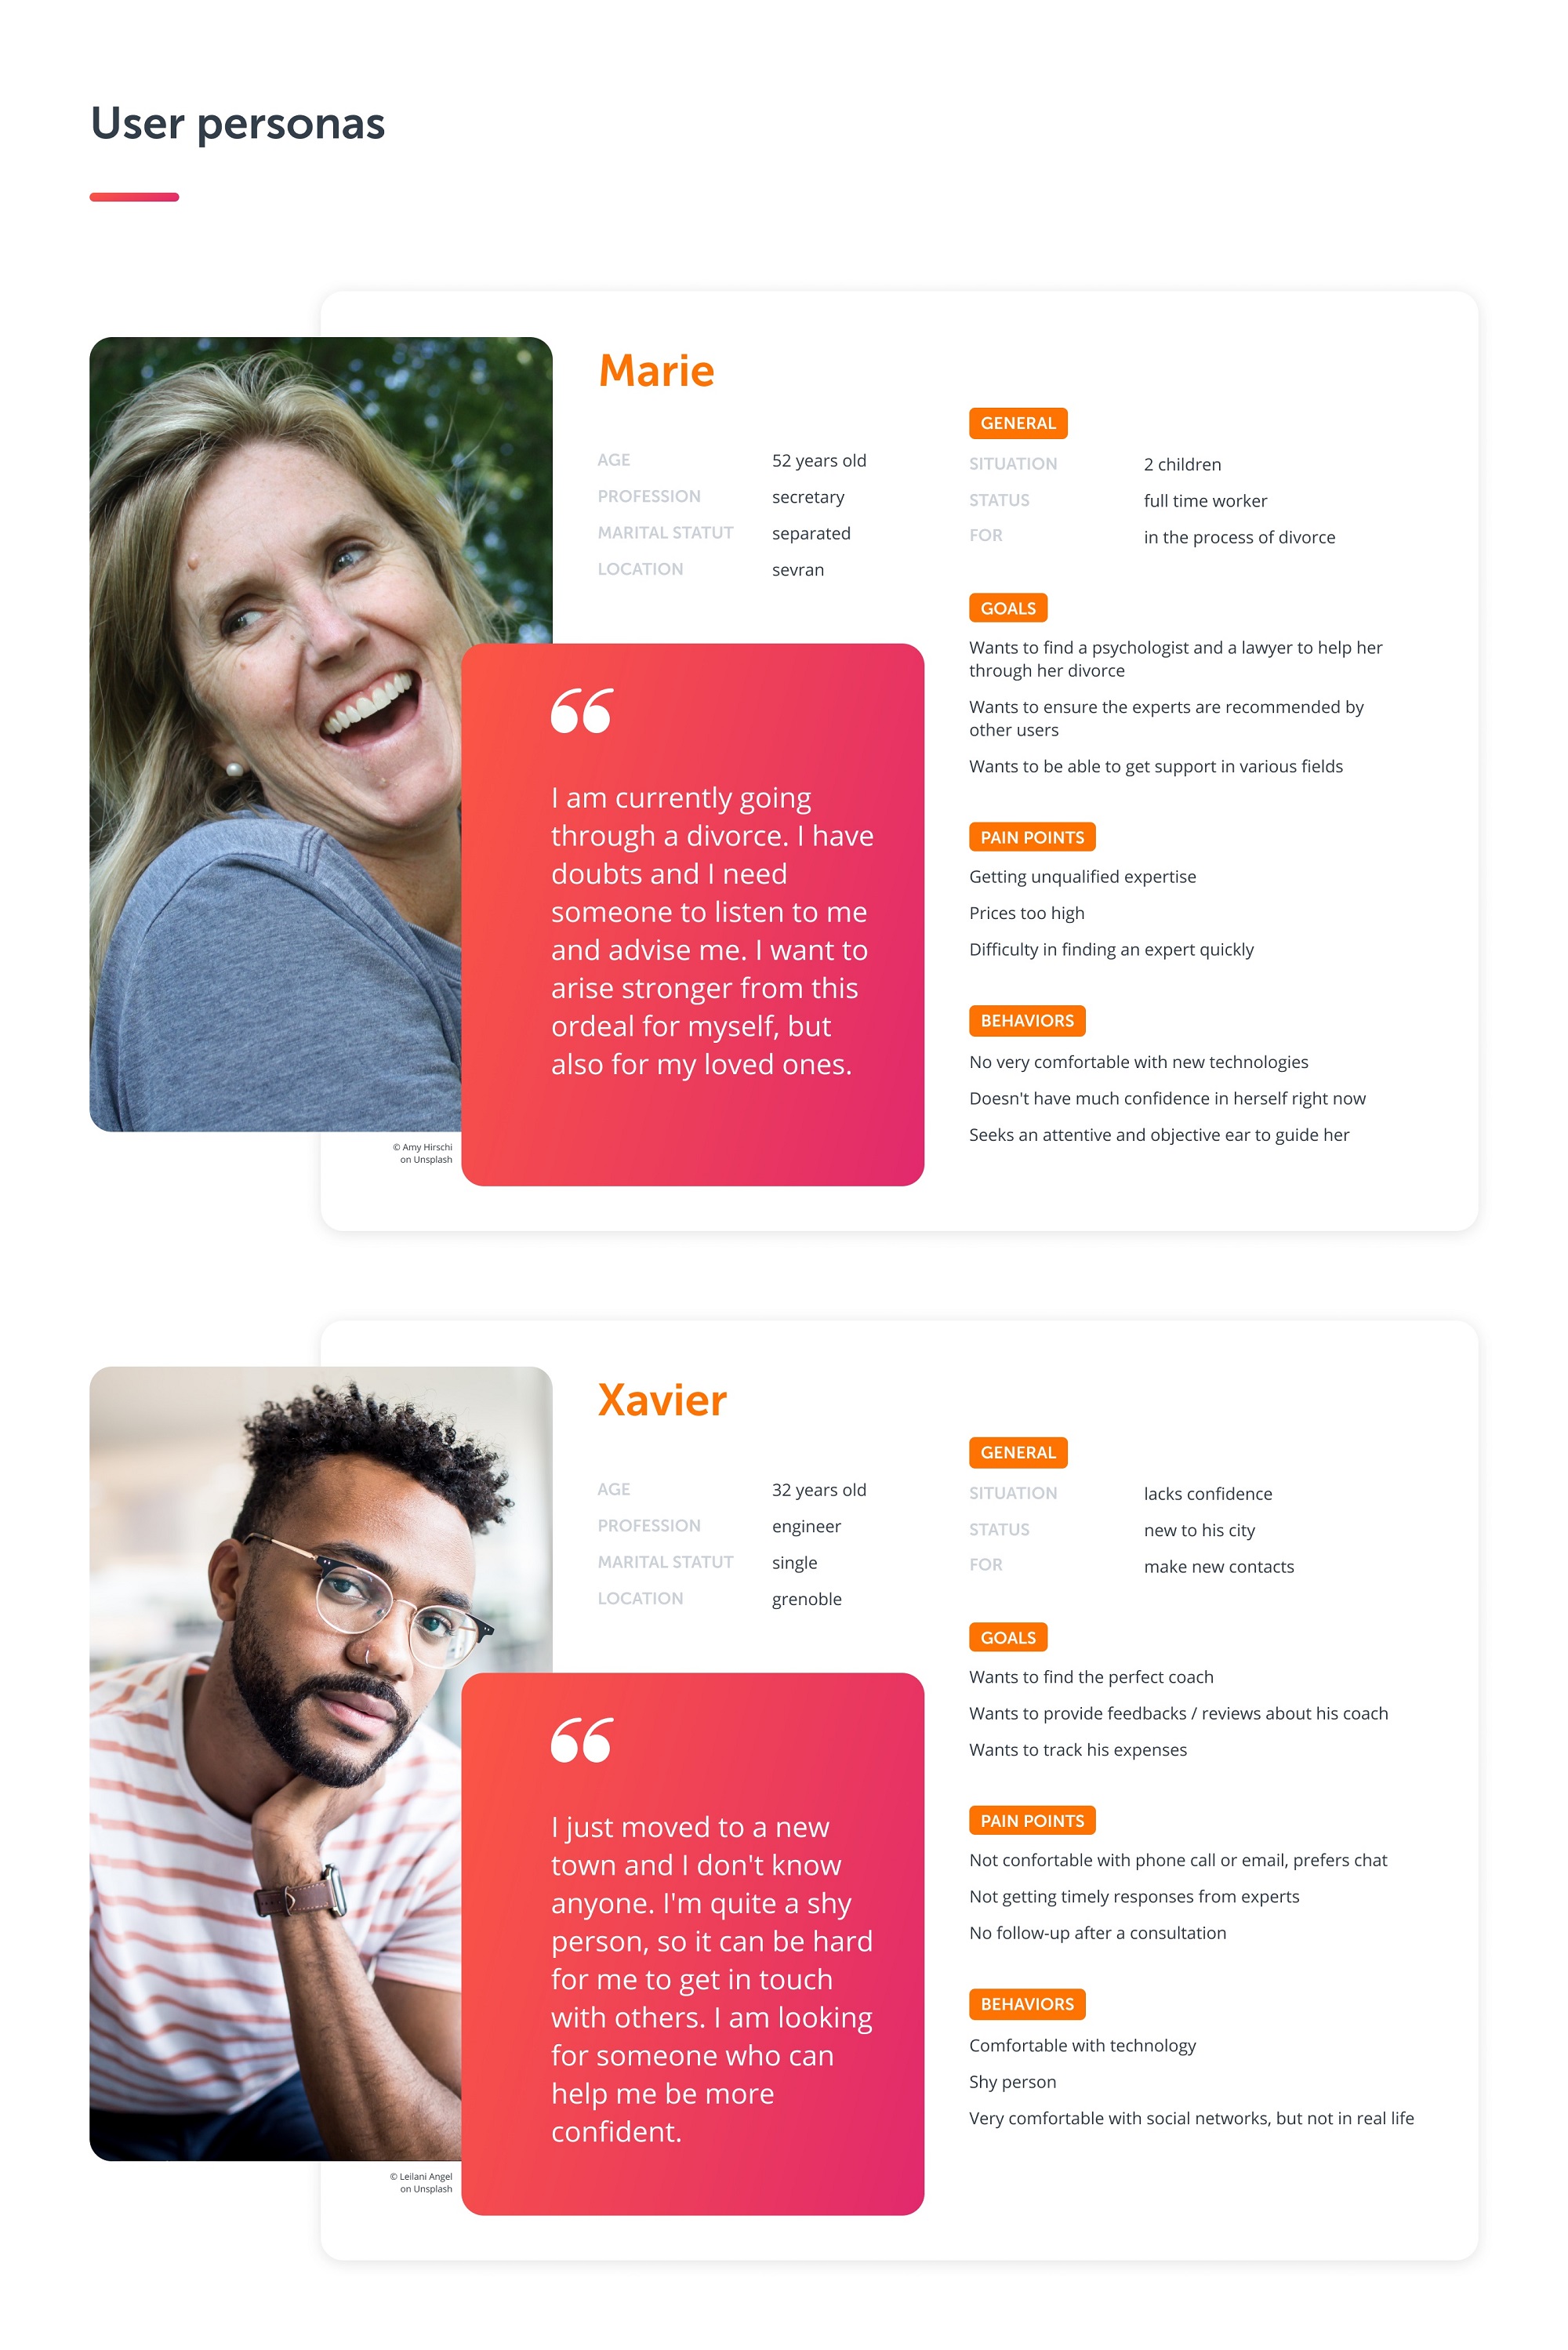 User personas
Marie
AGE 52 years old
PROFESSION secretary
MARITAL STATUT separated
LOCATION sevran
“
I am currently going
through a divorce. I have
doubts and I need
someone to listen to me
and advise me. I want to
arise stronger from this
ordeal for myself, but
also for my loved ones.
© Amy Hirschi
on Unsplash
GENERAL
SITUATION 2 children
STATUS full time worker
FOR in the process of divorce
GOALS
Wants to find a psychologist and a lawyer to help her
through her divorce
Wants to ensure the experts are recommended by
other users
Wants to be able to get support in various fields
PAIN POINTS
Getting unqualified expertise
Prices too high
Difficulty in finding an expert quickly
BEHAVIORS
No very comfortable with new technologies
Doesn't have much confidence in herself right now
Seeks an attentive and objective ear to guide her
Xavier
AGE 32 years old
PROFESSION engineer
MARITAL STATUT single
LOCATION grenoble
“
I just moved to a new
town and I don't know
anyone. I'm quite a shy
person, so it can be hard
for me to get in touch
with others. I am looking
for someone who can
help me be more
confident.
© Leilani Angel
on Unsplash
GENERAL
SITUATION lacks confidence
STATUS new to his city
FOR make new contacts
GOALS
Wants to find the perfect coach
Wants to provide feedbacks / reviews about his coach
Wants to track his expenses
PAIN POINTS
Not confortable with phone call or email, prefers chat
Not getting timely responses from experts
No follow-up after a consultation
BEHAVIORS
Comfortable with technology
Shy person
Very comfortable with social networks, but not in real life